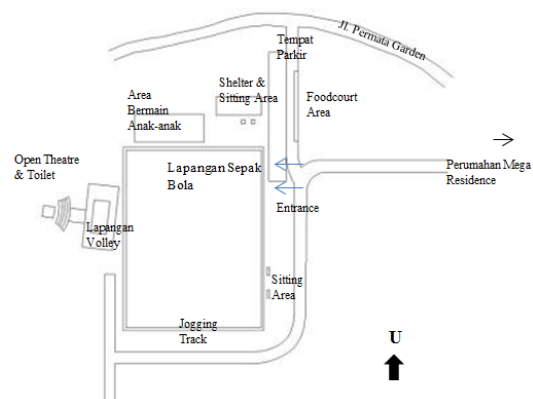 Jl. Permata Garden
Tempat
Parkir
Shelter &
Sitting Area
Area
Bermain
Anak-anak
Foodcourt
Area
Open Theatre
& Toilet
Lapangan Sepak
Bola
Perumahan Mega
Residence
Entrance
Lapangan
Volley
Sitting
Area
Jogging
Track
U